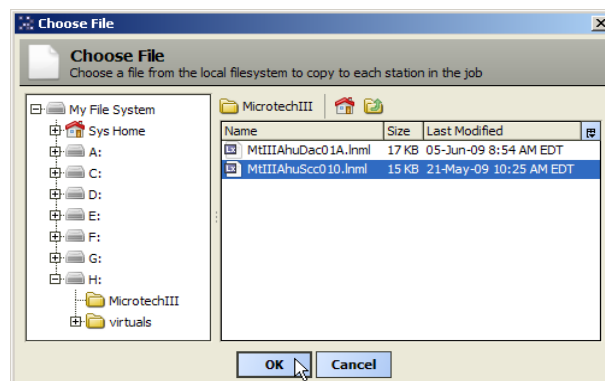 Choose File
Choose File
Choose a file from the local filesystem to copy to each station in the job
My File System
Sys Home
A:
C:
D:
E:
F:
G:
H:
MicrotechIII
virtuals
MicrotechIII
Name Size Last Modified
MtIIIAhuDac01A.lnml 17 KB 05-Jun-09 8:54 AM EDT
MtIIIAhuScc010.lnml 15 KB 21-May-09 10:25 AM EDT
OK Cancel